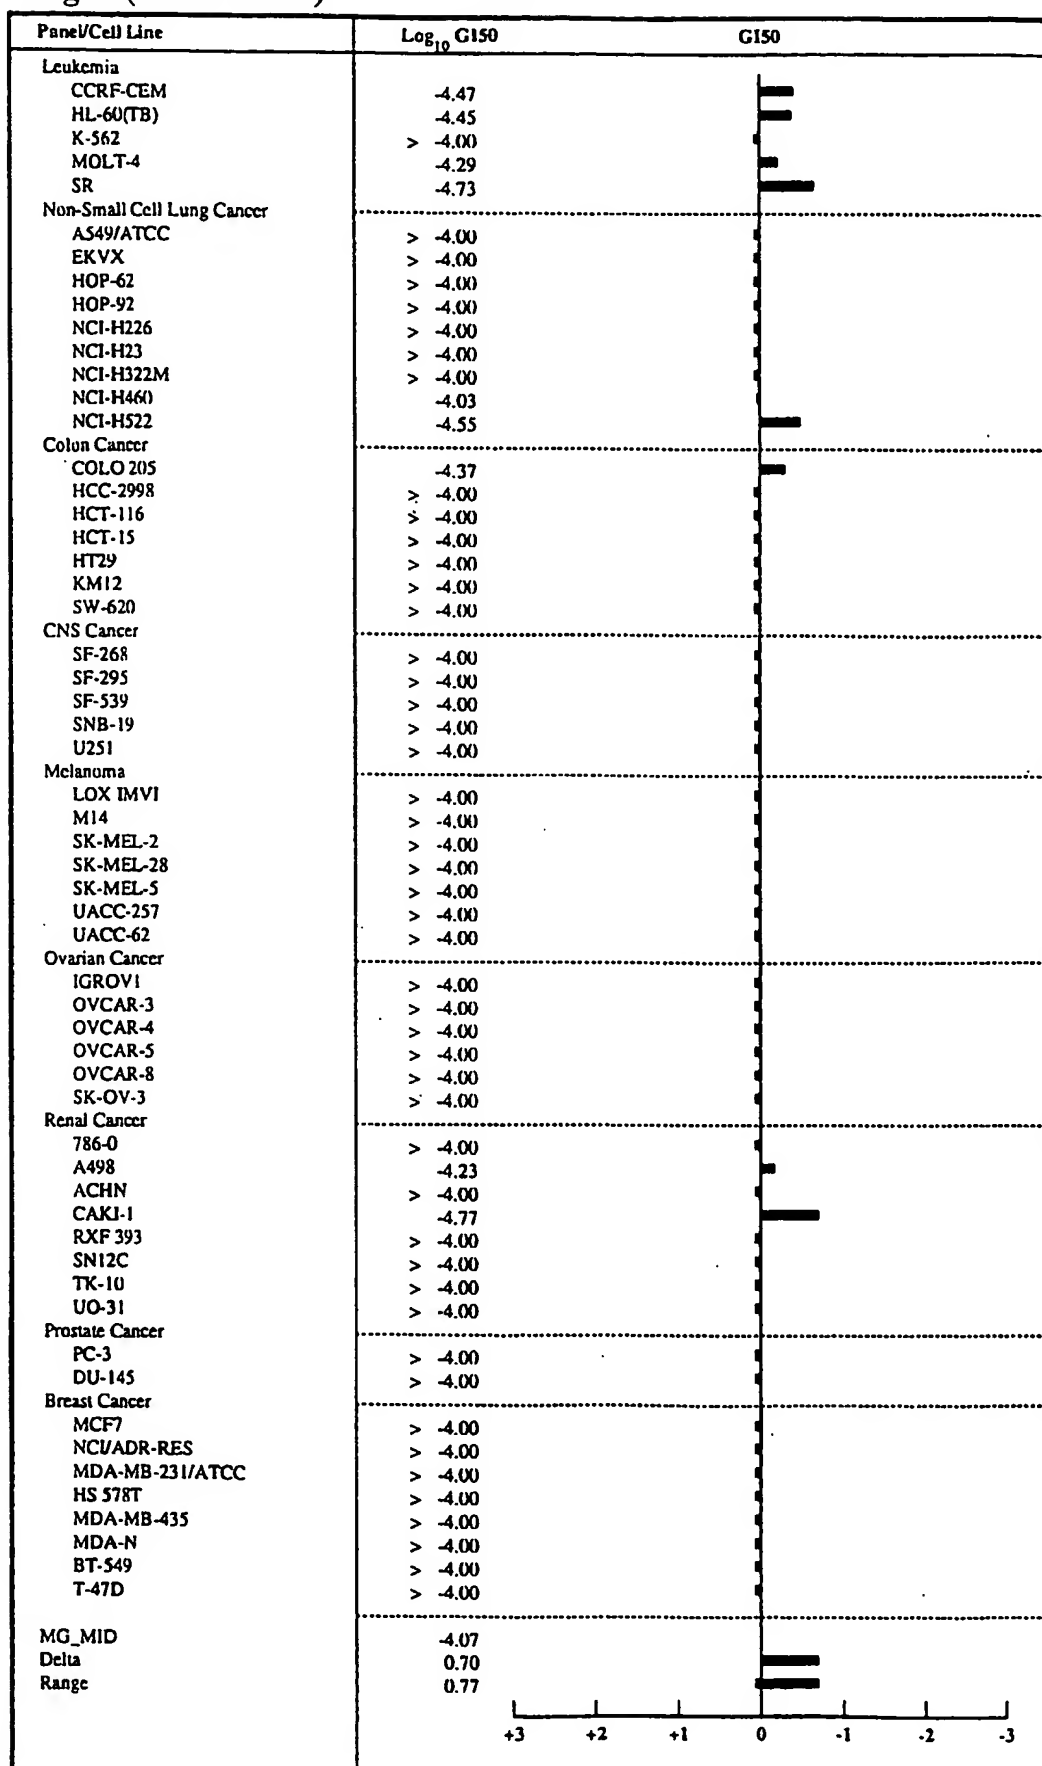 Panel/Cell Line Log10 GI50 GI50
Leukemia
CCRF-CEM -4.47
HL-60(TB) -4.45
K-562 > -4.00
MOLT-4 -4.29
SR -4.73
Non-Small Cell Lung Cancer
A549/ATCC > -4.00
EKVX > -4.00
HOP-62 > -4.00
HOP-92 > -4.00
NCI-H226 > -4.00
NCI-H23 > -4.00
NCI-H322M > -4.00
NCI-H460 -4.03
NCI-H522 -4.55
Colon Cancer
COLO 205 -4.37
HCC-2998 > -4.00
HCT-116 > -4.00
HCT-15 > -4.00
HT29 > -4.00
KM12 > -4.00
SW-620 > -4.00
CNS Cancer
SF-268 > -4.00
SF-295 > -4.00
SF-539 > -4.00
SNB-19 > -4.00
U251 > -4.00
Melanoma
LOX IMVI > -4.00
M14 > -4.00
SK-MEL-2 > -4.00
SK-MEL-28 > -4.00
SK-MEL-5 > -4.00
UACC-257 > -4.00
UACC-62 > -4.00
Ovarian Cancer
IGROV1 > -4.00
OVCAR-3 > -4.00
OVCAR-4 > -4.00
OVCAR-5 > -4.00
OVCAR-8 > -4.00
SK-OV-3 > -4.00
Renal Cancer
786-0 > -4.00
A498 -4.23
ACHN > -4.00
CAKI-1 -4.77
RXF 393 > -4.00
SN12C > -4.00
TK-10 > -4.00
UO-31 > -4.00
Prostate Cancer
PC-3 > -4.00
DU-145 > -4.00
Breast Cancer
MCF7 > -4.00
NCI/ADR-RES > -4.00
MDA-MB-231/ATCC > -4.00
HS 578T > -4.00
MDA-MB-435 > -4.00
MDA-N > -4.00
BT-549 > -4.00
T-47D > -4.00
MG_MID -4.07
Delta 0.70
Range 0.77
+3 +2 +1 0 -1 -2 -3